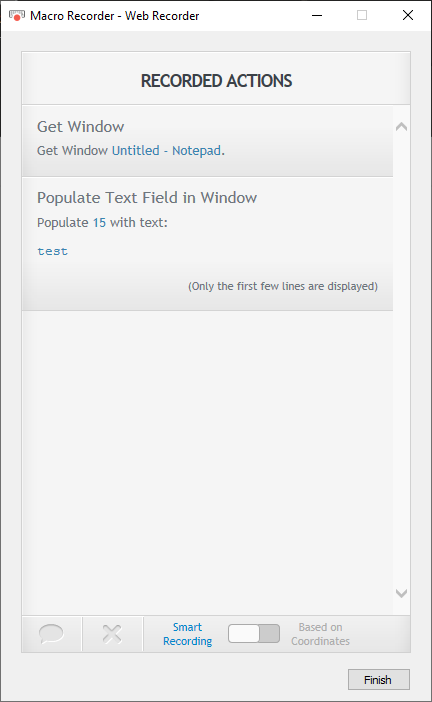 Macro Recorder - Web Recorder
RECORDED ACTIONS
Get Window
Get Window Untitled - Notepad.
Populate Text Field in Window
Populate 15 with text:
test
(Only the first few lines are displayed)
Smart
Recording
Based on
Coordinates
Finish